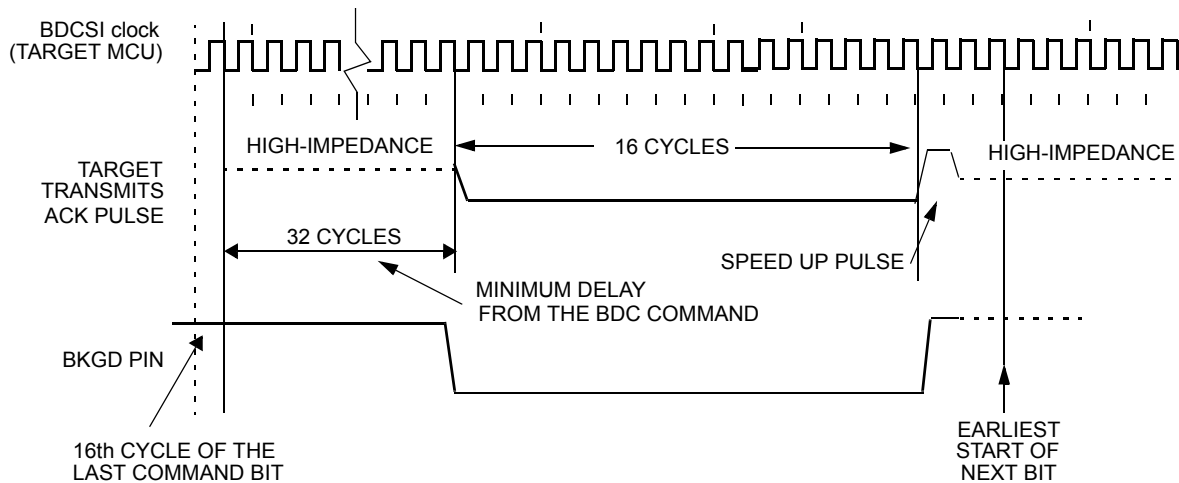 BDCSI clock
(TARGET MCU)
HIGH-IMPEDANCE
16 CYCLES
HIGH-IMPEDANCE
TARGET
TRANSMITS
ACK PULSE
32 CYCLES
SPEED UP PULSE
MINIMUM DELAY
FROM THE BDC COMMAND
BKGD PIN
16th CYCLE OF THE
LAST COMMAND BIT
EARLIEST
START OF
NEXT BIT